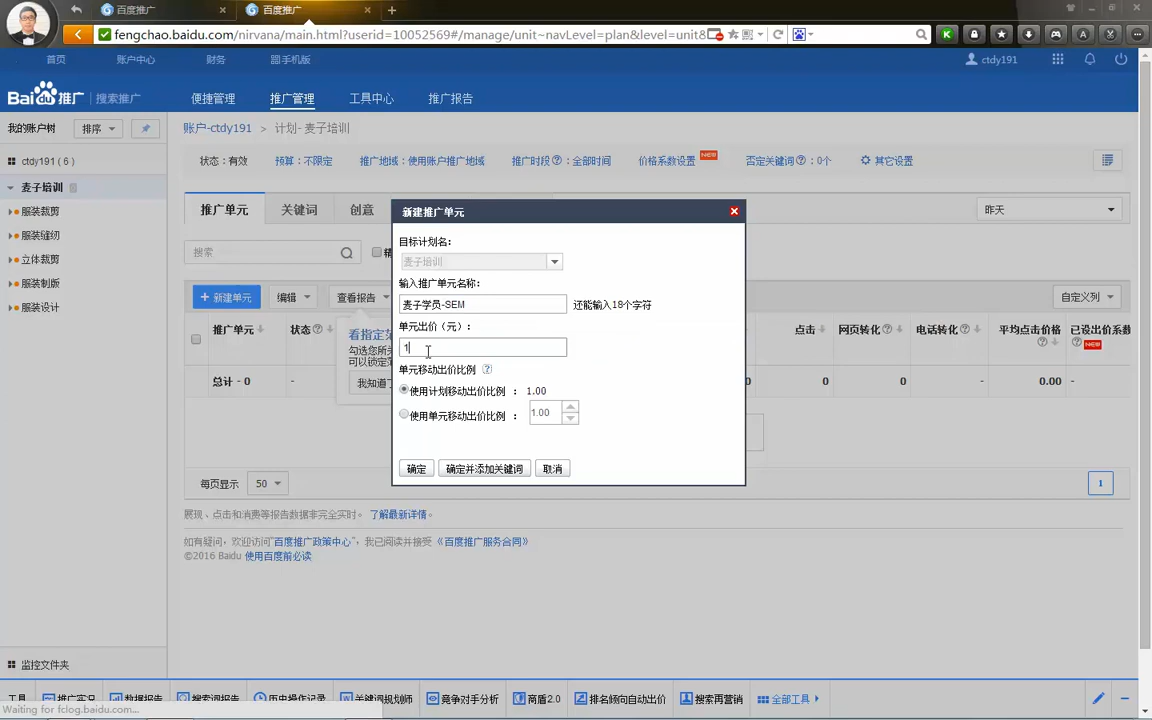 百度推广
百度推广
fengchao.baidu.com/nirvana/main.html?userid=10052569#/manage/unit~navLevel=plan&level=unit&
首页 账户中心 财务 手机版 ctdy191
Bai du 推广 搜索推广 便捷管理 推广管理 工具中心 推广报告
我的账户树 排序
ctdy191 ( 6 )
麦子培训
服装裁剪
服装缝纫
立体裁剪
服装制版
服装设计
监控文件夹
账户-ctdy191 > 计划- 麦子培训
状态：有效 预算：不限定 推广地域：使用账户推广地域 推广时段 ：全部时间 价格系数设置 NEW 否定关键词 ：0个 其它设置
推广单元 关键词 创意 昨天
搜索
+ 新建单元 编辑 查看报告 自定义列
推广单元 状态 点击 网页转化 电话转化 平均点击价格 已设出价系数 NEW
看指定
勾选您所
可以锁定
我知道了
总计 - 0 - 0 0 0 - 0.00 -
新建推广单元
目标计划名：
麦子培训
输入推广单元名称：
麦子学员-SEM 还能输入18个字符
单元出价（元）：
1
单元移动出价比例
使用计划移动出价比例 ： 1.00
使用单元移动出价比例 ： 1.00
确定 确定并添加关键词 取消
每页显示 50 1
展现、点击和消费等报告数据非完全实时。 了解最新详情。
如有疑问，欢迎访问"百度推广政策中心"，我已阅读并接受《百度推广服务合同》
©2016 Baidu 使用百度前必读
工具 推广实况 数据报告 搜索词报告 历史操作记录 关键词规划师 竞争对手分析 商盾2.0 排名倾向自动出价 搜索再营销 全部工具
Waiting for fclog.baidu.com...